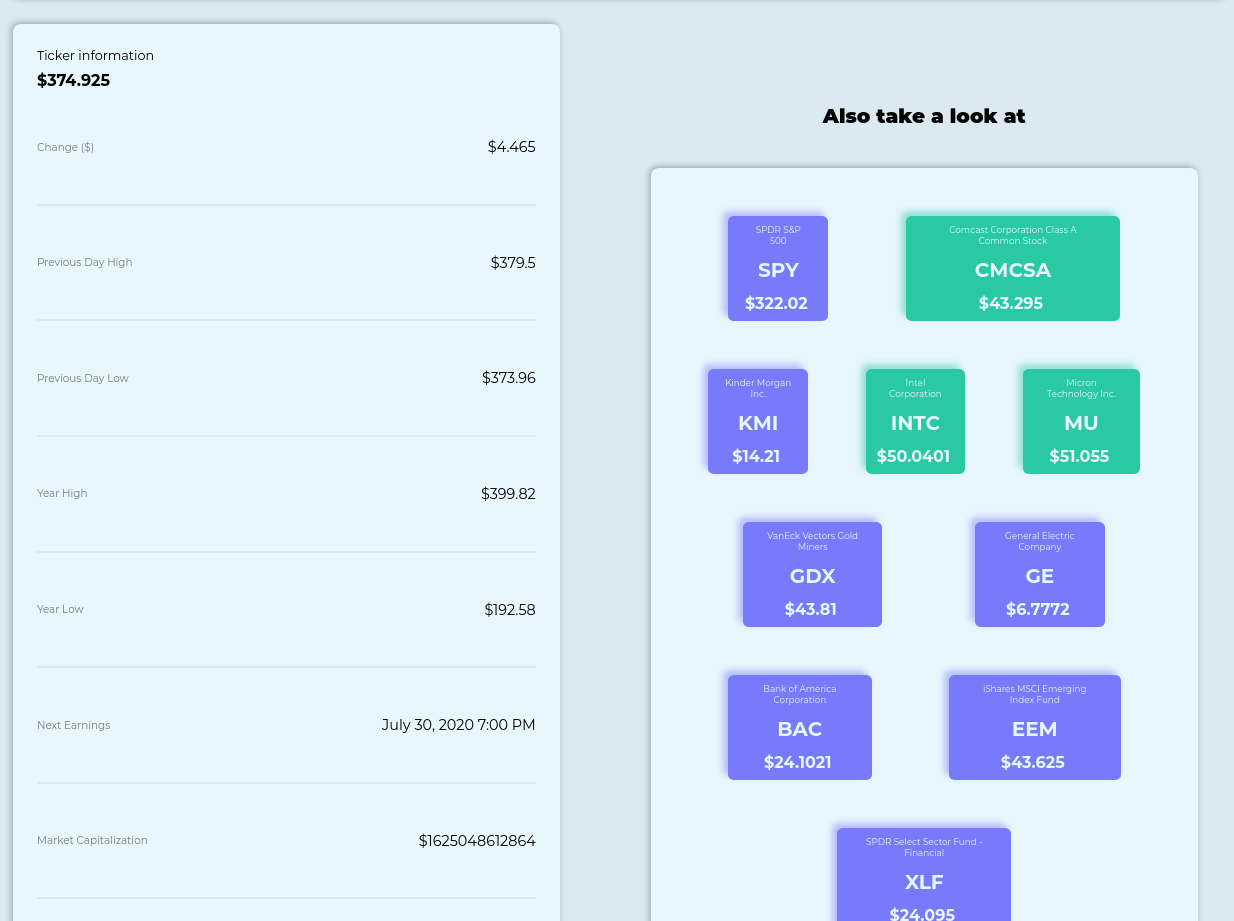 Ticker information
$374.925
Change ($)
$4.465
Previous Day High
$379.5
Previous Day Low
$373.96
Year High
$399.82
Year Low
$192.58
Next Earnings
July 30, 2020 7:00 PM
Market Capitalization
$1625048612864
Also take a look at
SPDR S&P
500
SPY
$322.02
Comcast Corporation Class A
Common Stock
CMCSA
$43.295
Kinder Morgan
Inc.
KMI
$14.21
Intel
Corporation
INTC
$50.0401
Micron
Technology Inc.
MU
$51.055
VanEck Vectors Gold
Miners
GDX
$43.81
General Electric
Company
GE
$6.7772
Bank of America
Corporation
BAC
$24.1021
iShares MSCI Emerging
Index Fund
EEM
$43.625
SPDR Select Sector Fund -
Financial
XLF
$24.095